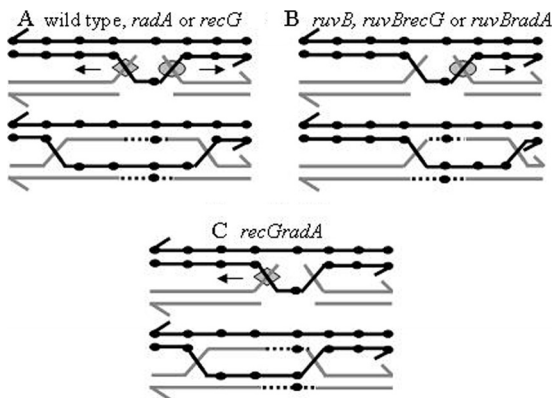 A wild type, radA or recG
B ruvB, ruvBrecG or ruvBradA
C recGradA